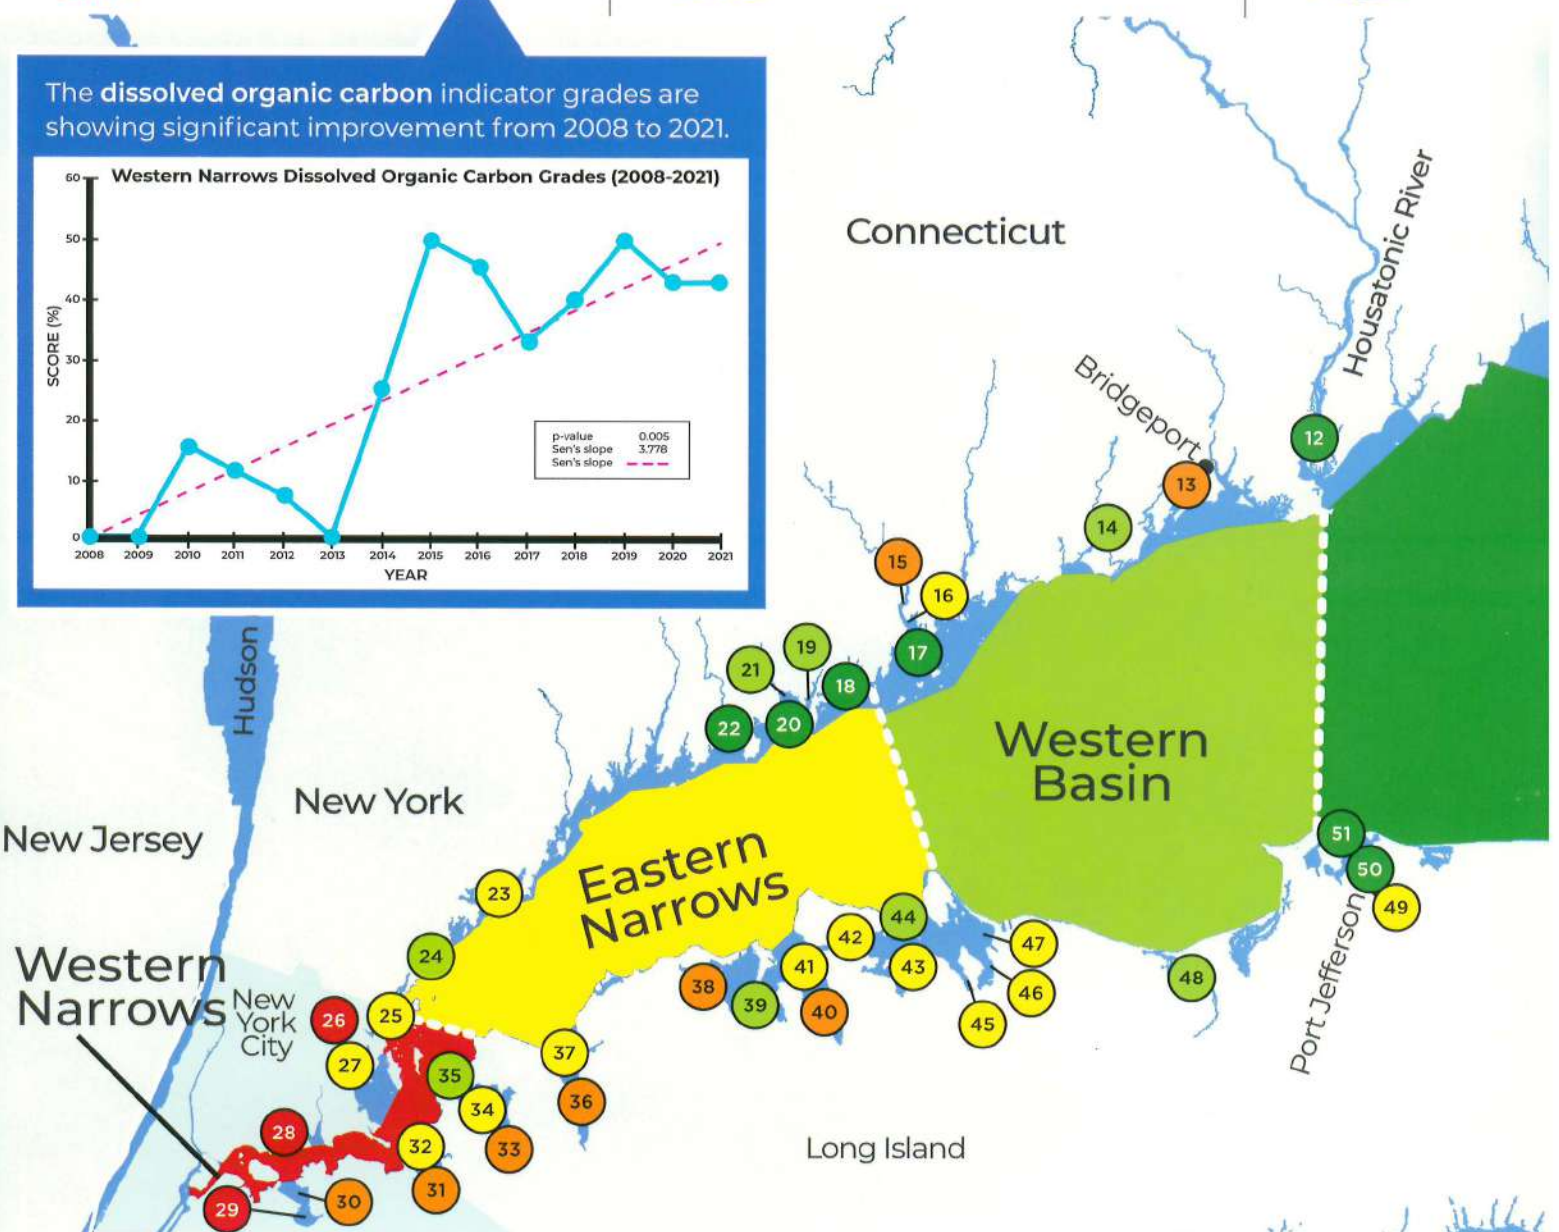 The dissolved organic carbon indicator grades are
showing significant improvement from 2008 to 2021.
Western Narrows Dissolved Organic Carbon Grades (2008-2021)
60
50
40
30
20
10
0
SCORE (%)
2008 2009 2010 2011 2012 2013 2014 2015 2016 2017 2018 2019 2020 2021
YEAR
p-value 0.005
Sen's slope 3.778
Sen's slope
Connecticut
Housatonic River
Bridgeport
12
13
14
15
16
17
18
19
20
21
22
Hudson
New York
New Jersey
Western
Basin
Eastern
Narrows
Western
Narrows
New
York
City
23
24
25
26
27
28
29
30
31
32
33
34
35
36
37
38
39
40
41
42
43
44
45
46
47
48
49
50
51
Port Jefferson
Long Island